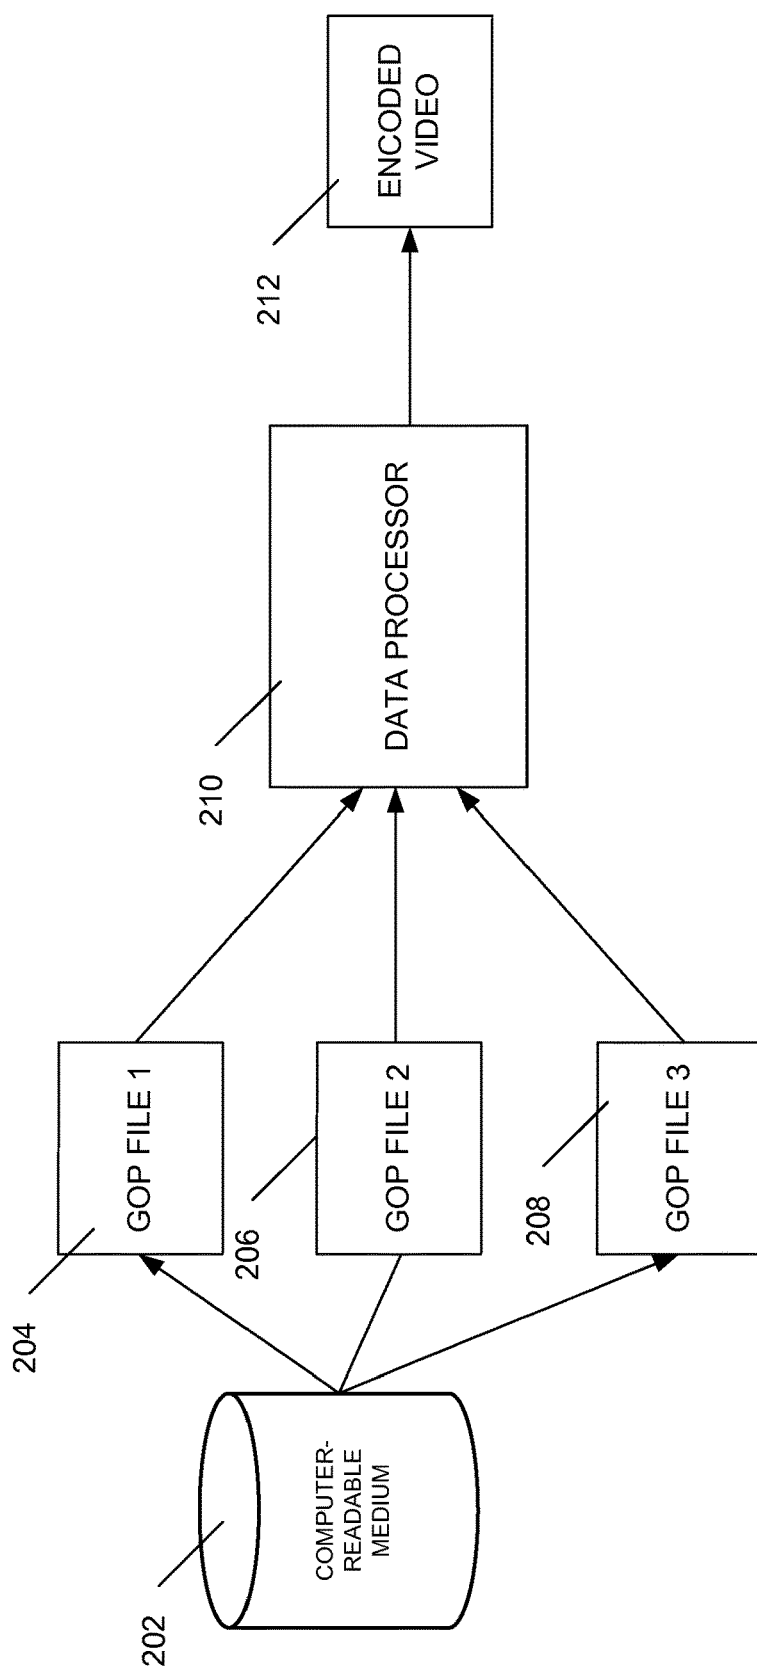 202
COMPUTER-
READABLE
MEDIUM
204
GOP FILE 1
206
GOP FILE 2
208
GOP FILE 3
210
DATA PROCESSOR
212
ENCODED
VIDEO